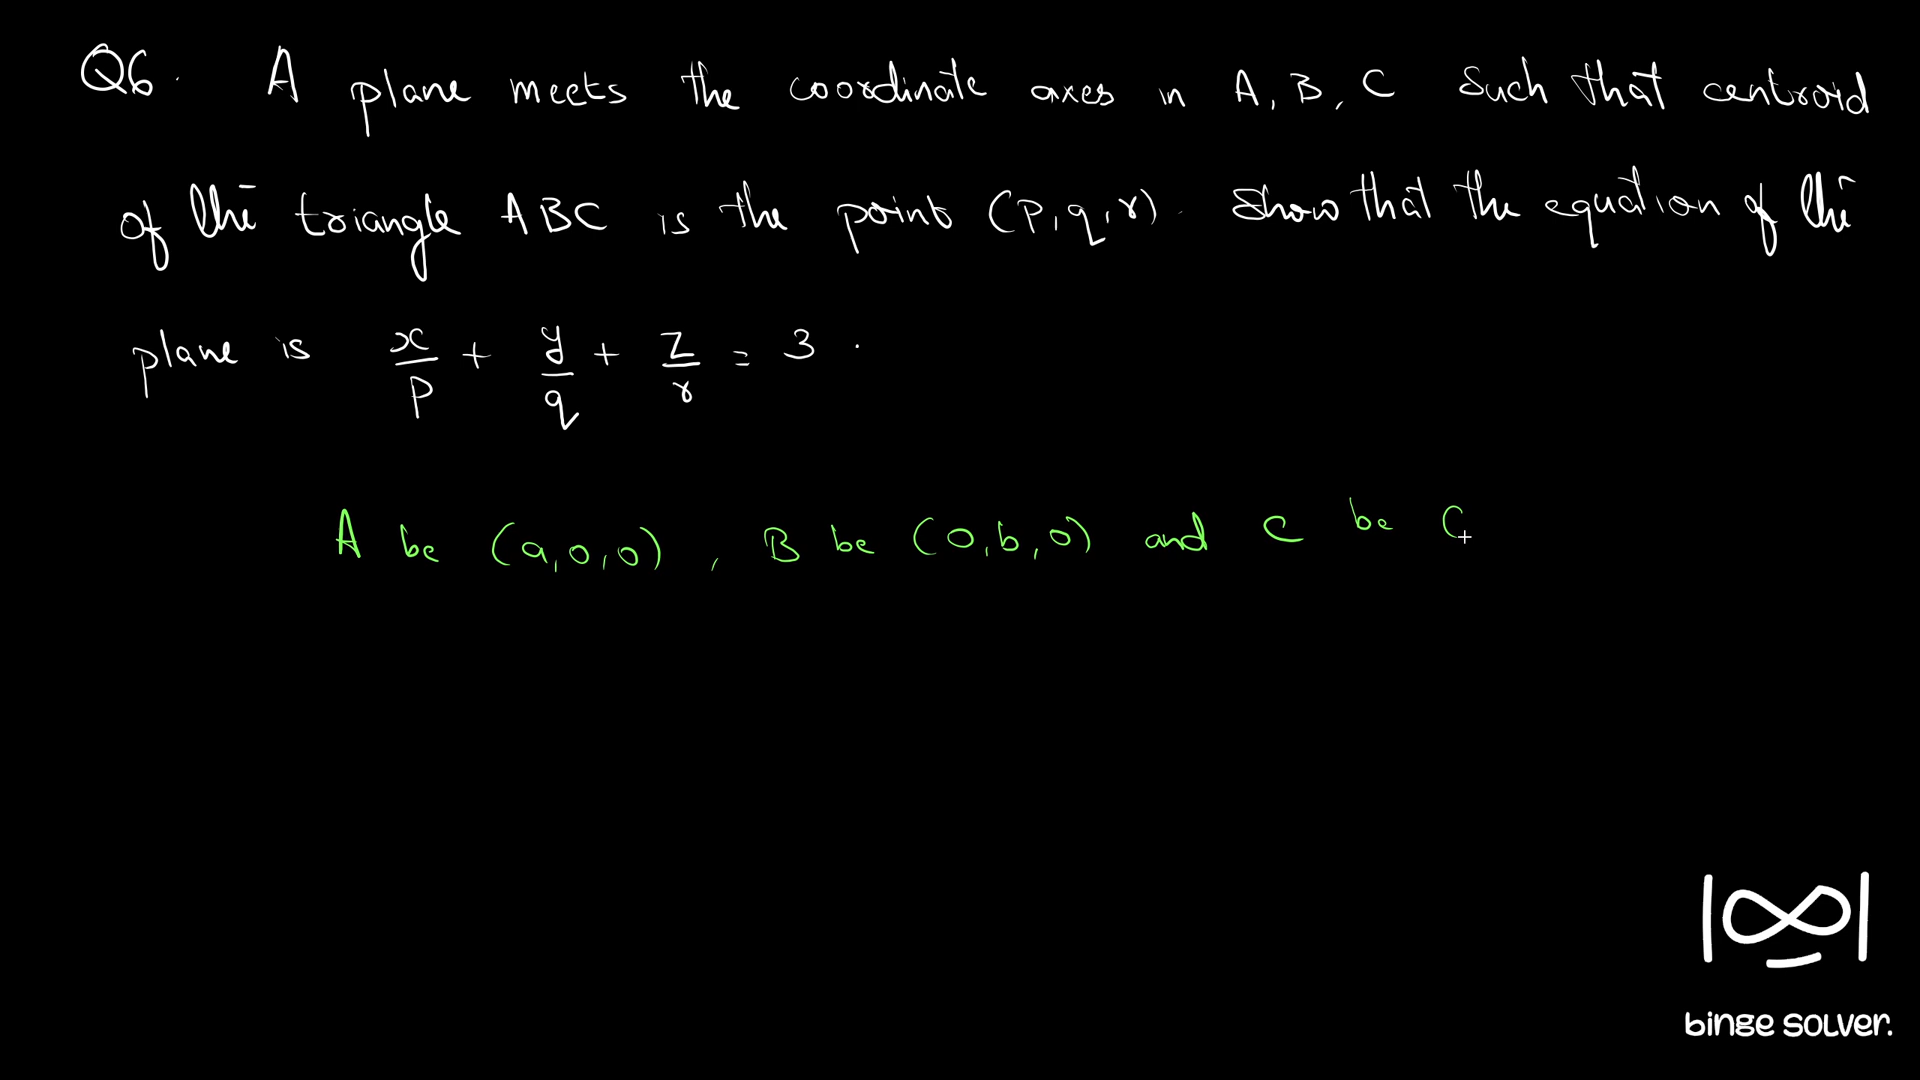 Q6. A plane meets the coordinate axes in A, B, C such that centroid
of the triangle ABC is the point (p, q, r). Show that the equation of the
plane is x/p + y/q + z/r = 3.
A be (a,0,0), B be (0,b,0) and C be (
binge solver.